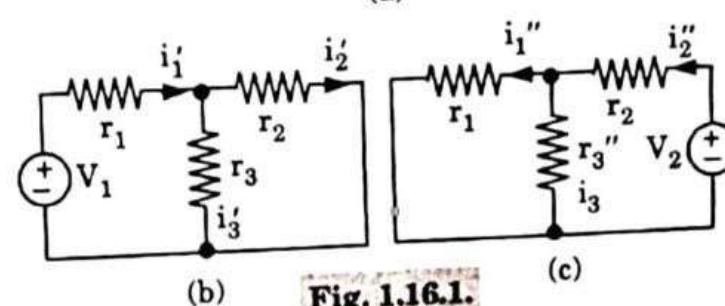 i₁′
i₂′
r₁
r₂
+
−
V₁
r₃
i₃′
(b)
i₁″
i₂″
r₁
r₂
r₃″
i₃
V₂
+
−
(c)
Fig. 1.16.1.